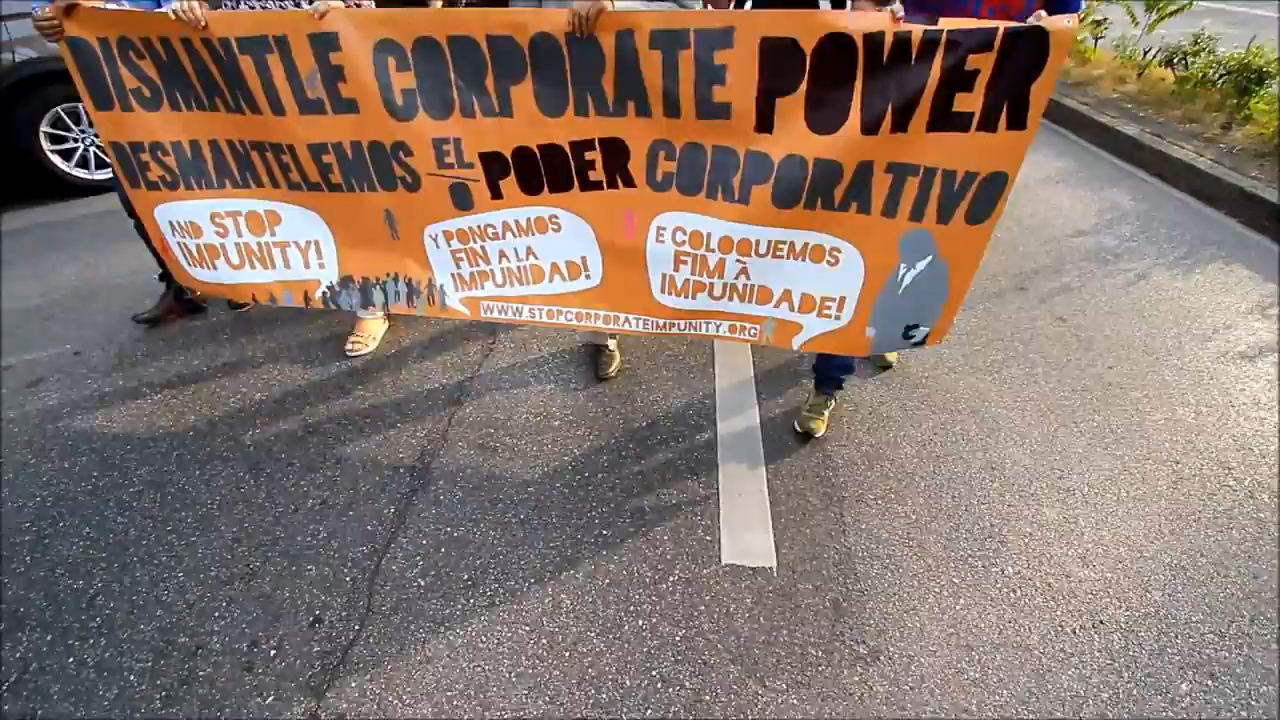 DISMANTLE CORPORATE POWER
DESMANTELEMOS EL/O PODER CORPORATIVO
AND STOP
IMPUNITY!
Y PONGAMOS
FIN A LA
IMPUNIDAD!
E COLOQUEMOS
FIM À
IMPUNIDADE!
WWW.STOPCORPORATEIMPUNITY.ORG